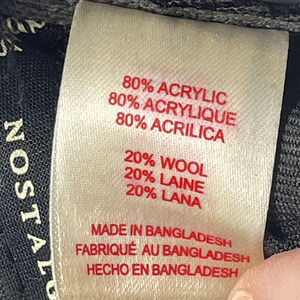 80% ACRYLIC
80% ACRYLIQUE
80% ACRILICA
20% WOOL
20% LAINE
20% LANA
MADE IN BANGLADESH
FABRIQUÉ AU BANGLADESH
HECHO EN BANGLADESH